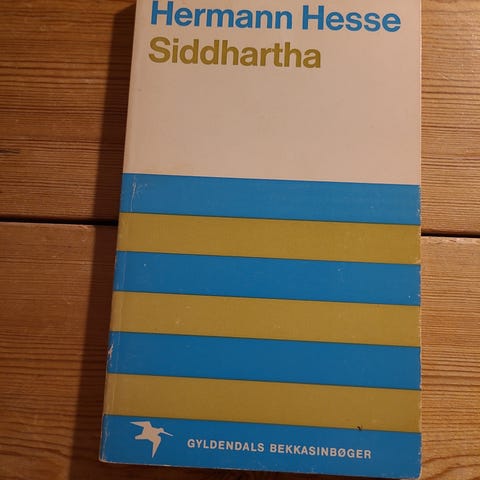 Hermann Hesse
Siddhartha
GYLDENDALS BEKKASINBØGER